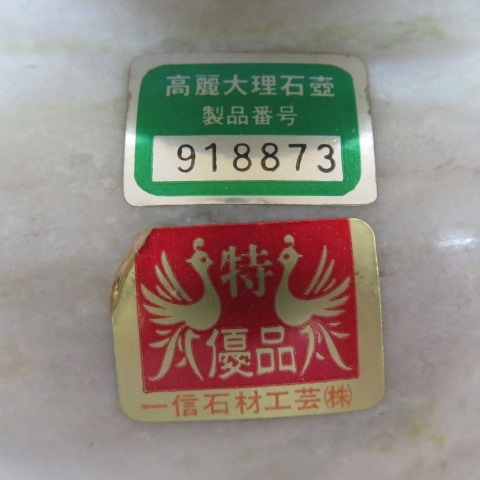 高麗大理石壺
製品番号
918873
特
優品
一信石材工芸㈱